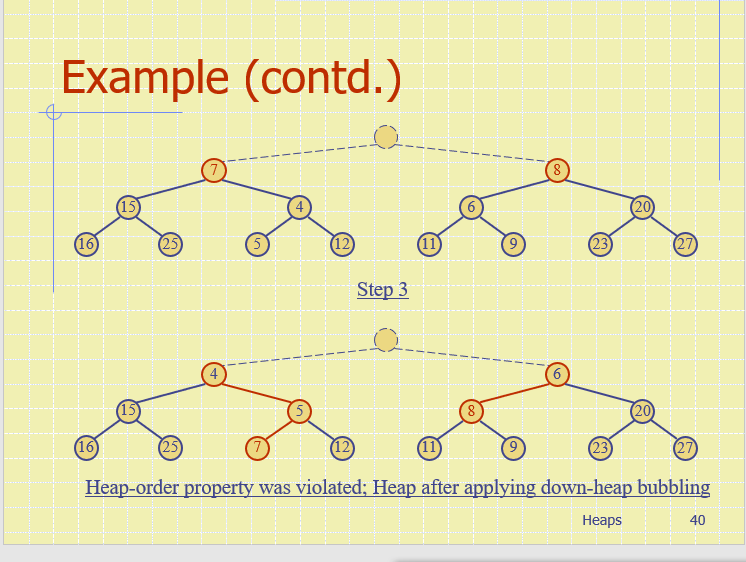 Example (contd.)
7 8
15 4 6 20
16 25 5 12 11 9 23 27
Step 3
4 6
15 5 8 20
16 25 7 12 11 9 23 27
Heap-order property was violated; Heap after applying down-heap bubbling
Heaps 40